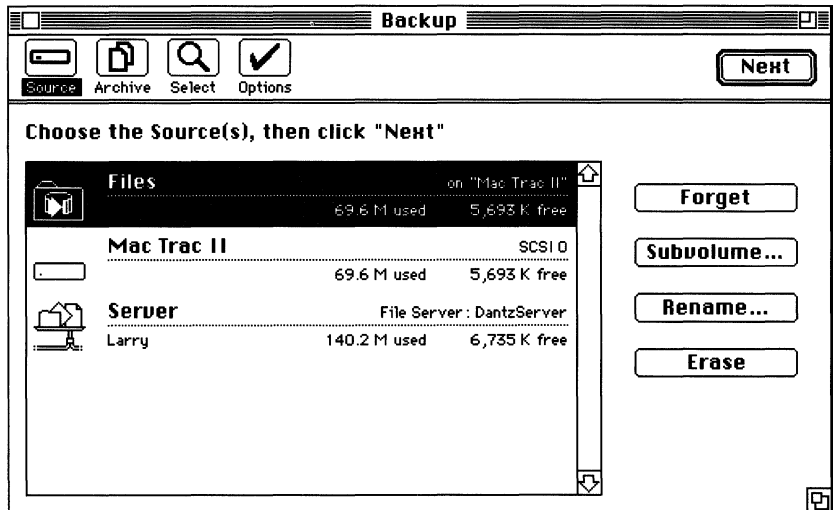 Backup
Source Archive Select Options
Next
Choose the Source(s), then click "Next"
Files on "Mac Trac II"
69.6 M used 5,693 K free
Mac Trac II SCSI 0
69.6 M used 5,693 K free
Server File Server : DantzServer
Larry 140.2 M used 6,735 K free
Forget
Subvolume...
Rename...
Erase